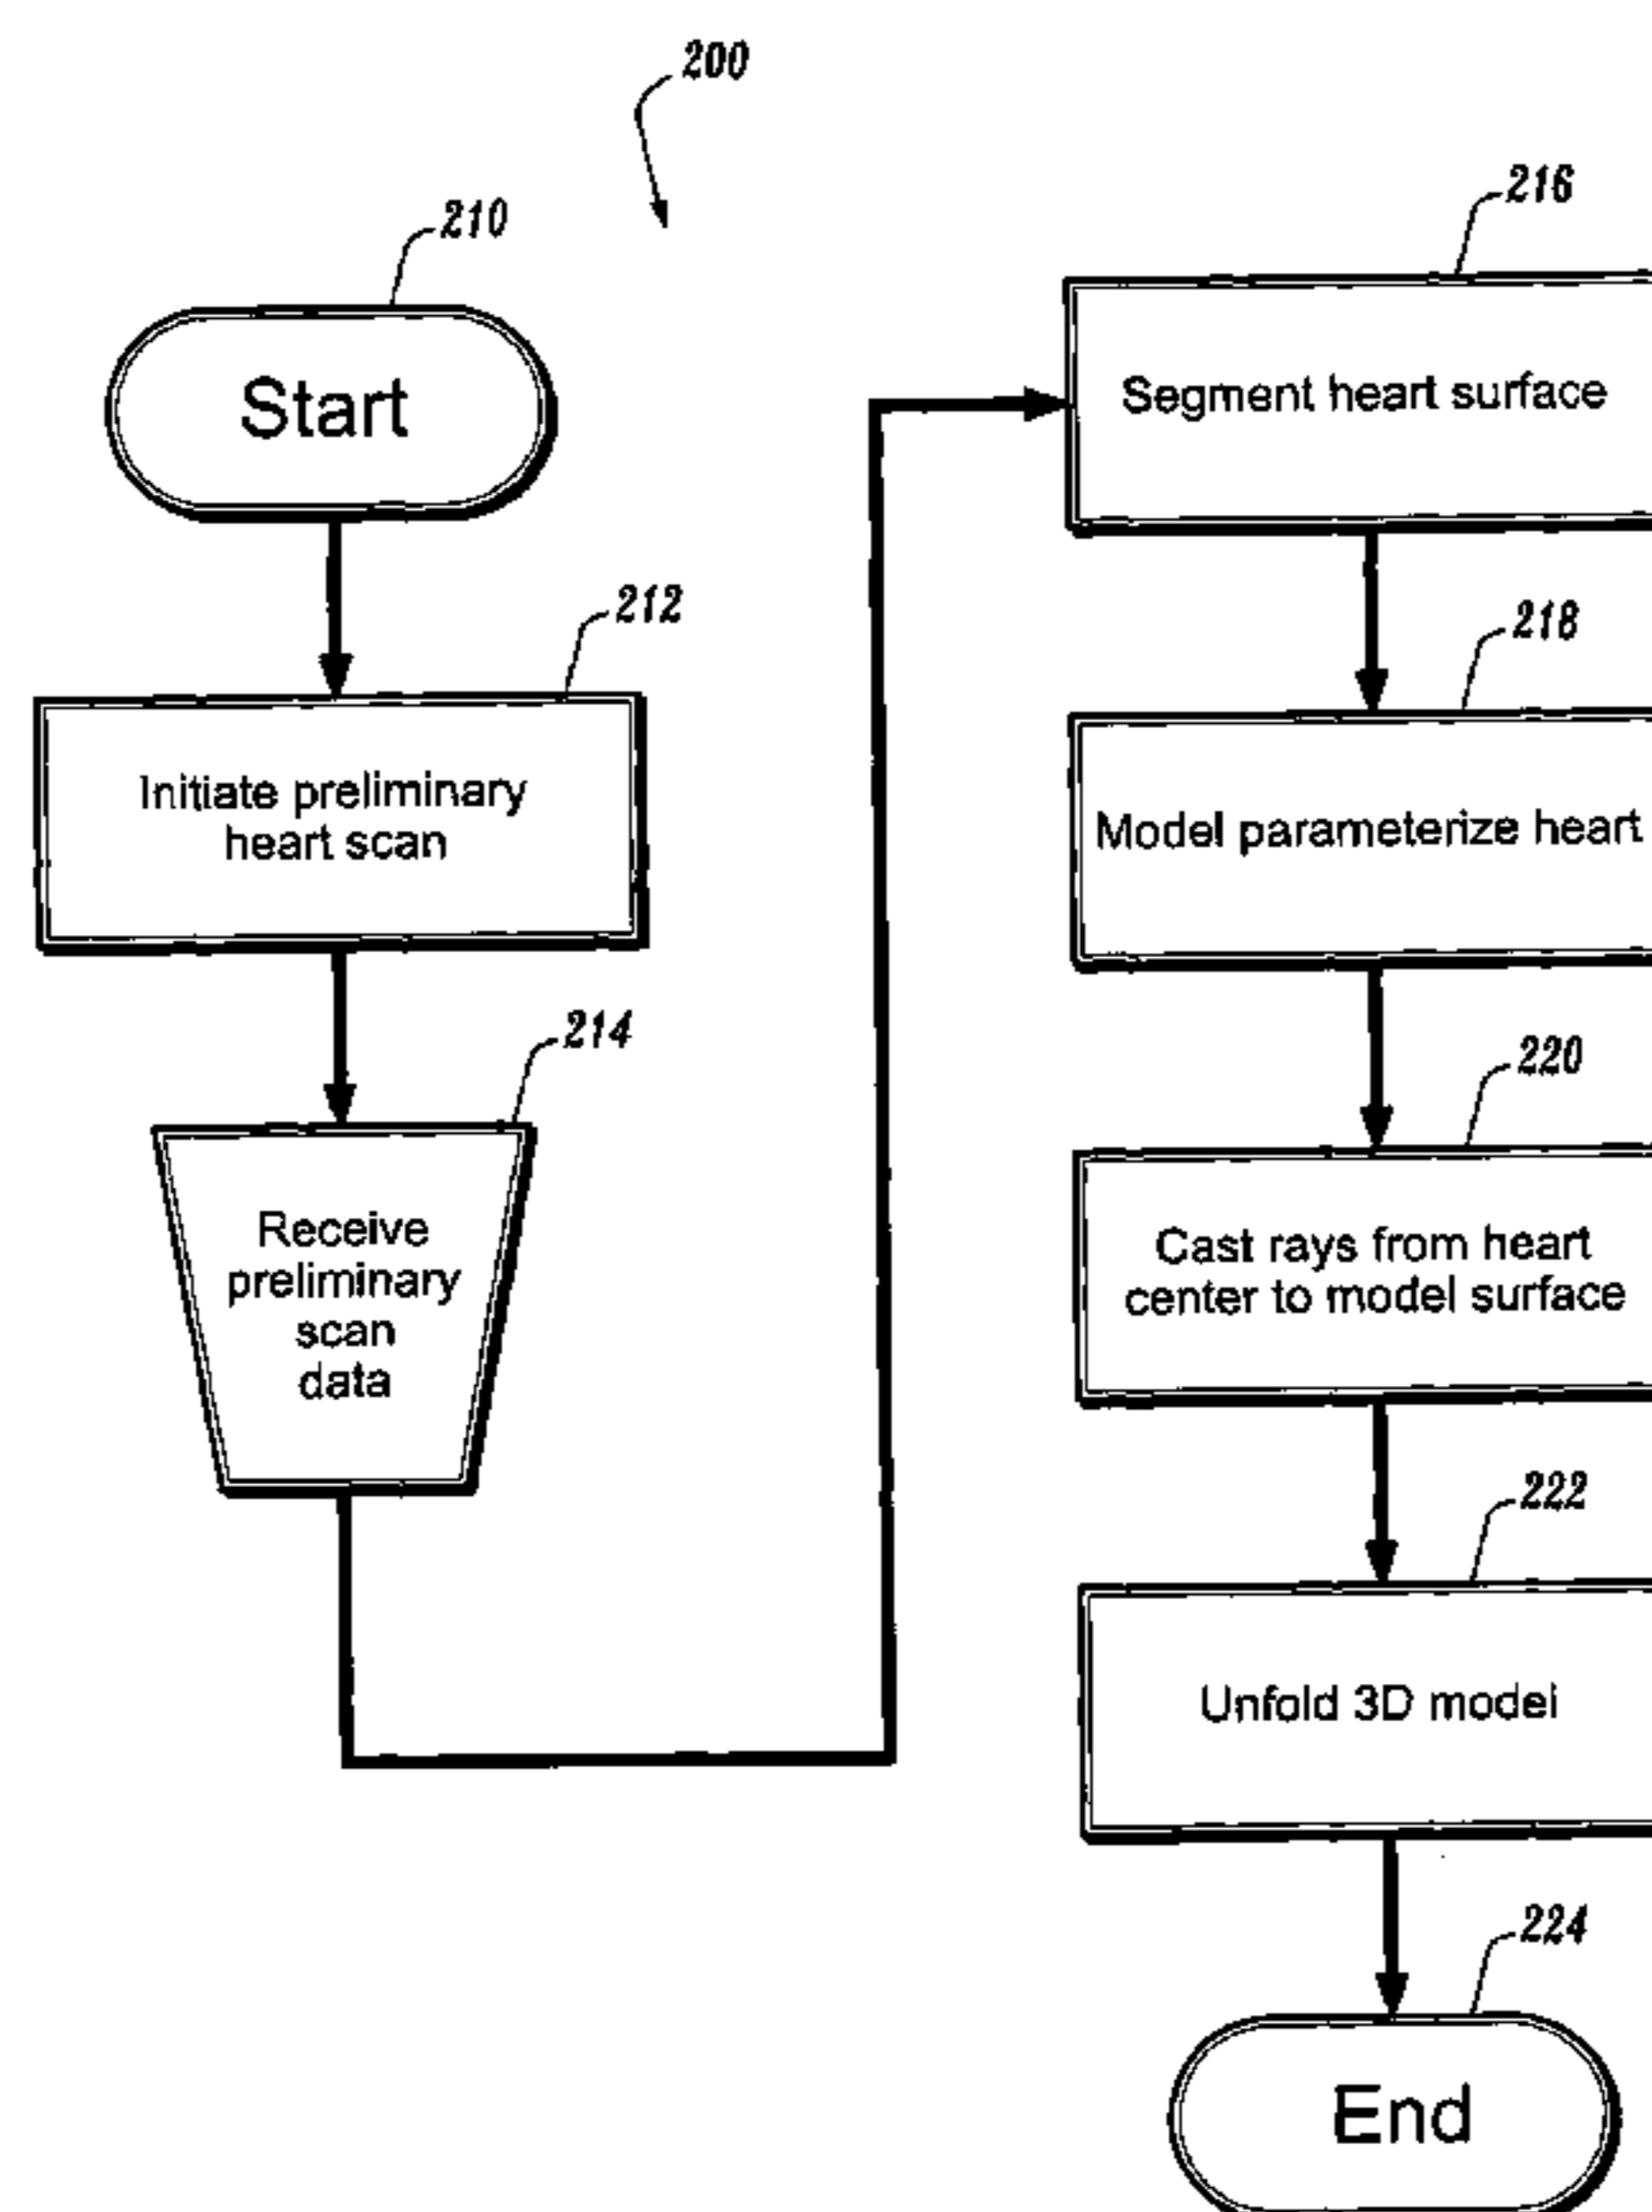 200
210
Start
212
Initiate preliminary
heart scan
214
Receive
preliminary
scan
data
216
Segment heart surface
218
Model parameterize heart
220
Cast rays from heart
center to model surface
222
Unfold 3D model
224
End